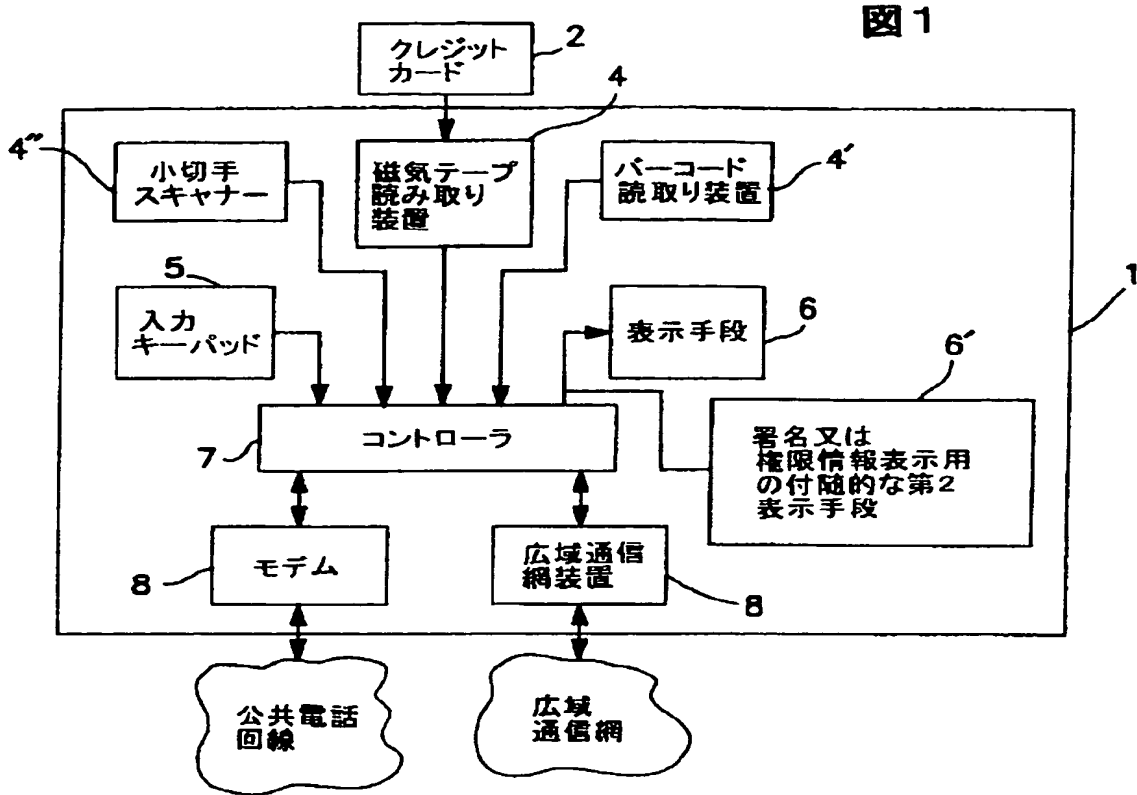 図1
クレジット
カード
2
4
4″
小切手
スキャナー
磁気テープ
読み取り
装置
バーコード
読取り装置
4′
1
5
入力
キーパッド
表示手段
6
6′
署名又は
権限情報表示用
の付随的な第2
表示手段
7
コントローラ
8
モデム
広域通信
網装置
8
公共電話
回線
広域
通信網